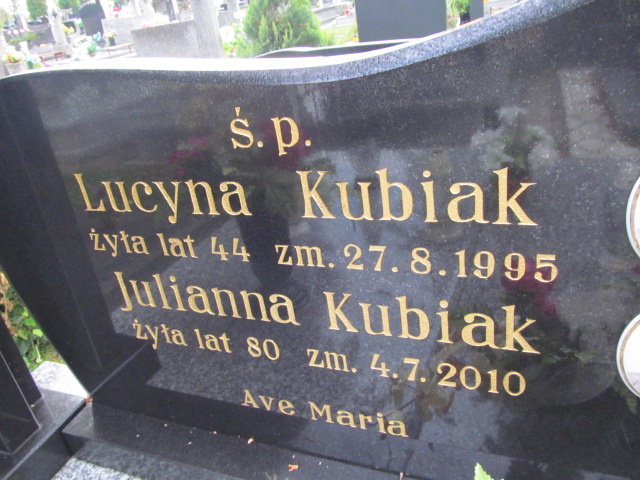 ś.p.
Lucyna Kubiak
żyła lat 44 zm. 27.8.1995
Julianna Kubiak
żyła lat 80 zm. 4.7.2010
Ave Maria